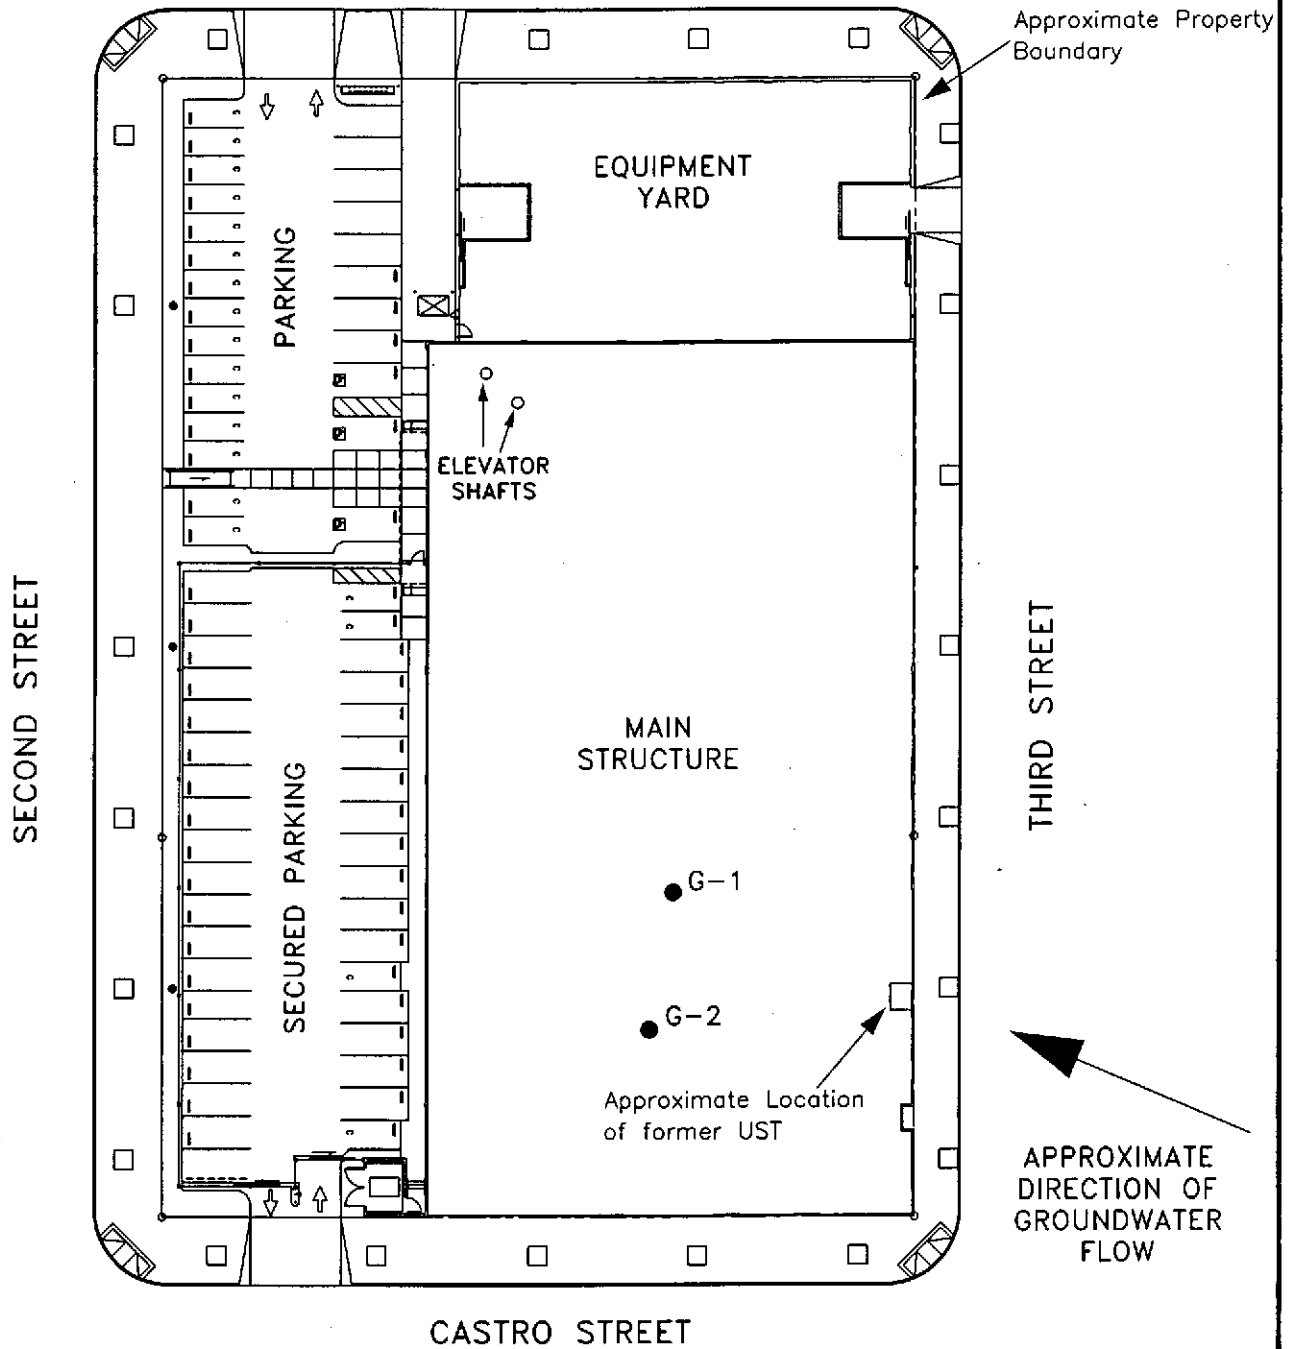 Approximate Property
Boundary
EQUIPMENT
YARD
PARKING
ELEVATOR
SHAFTS
SECOND STREET
THIRD STREET
MAIN
STRUCTURE
SECURED PARKING
G-1
G-2
Approximate Location
of former UST
APPROXIMATE
DIRECTION OF
GROUNDWATER
FLOW
CASTRO STREET